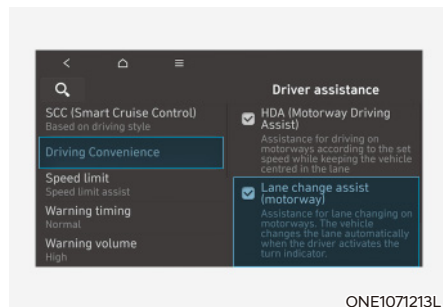 Driver assistance
SCC (Smart Cruise Control)
Based on driving style
Driving Convenience
Speed limit
Speed limit assist
Warning timing
Normal
Warning volume
High
HDA (Motorway Driving
Assist)
Assistance for driving on
motorways according to the set
speed while keeping the vehicle
centred in the lane
Lane change assist
(motorway)
Assistance for lane changing on
motorways. The vehicle
changes the lane automatically
when the driver activates the
turn indicator.
ONE1071213L